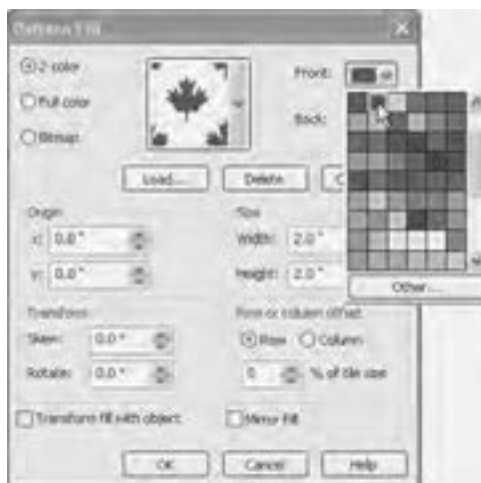 Pattern Fill
2-color
Full color
Bitmap
Front:
Back:
Load...
Delete
Origin
x: 0.0 "
y: 0.0 "
Size
Width: 2.0 "
Height: 2.0 "
Other...
Transform
Skew: 0.0 °
Rotate: 0.0 °
Row or column offset
Row
Column
0 % of tile size
Transform fill with object
Mirror Fill
OK
Cancel
Help